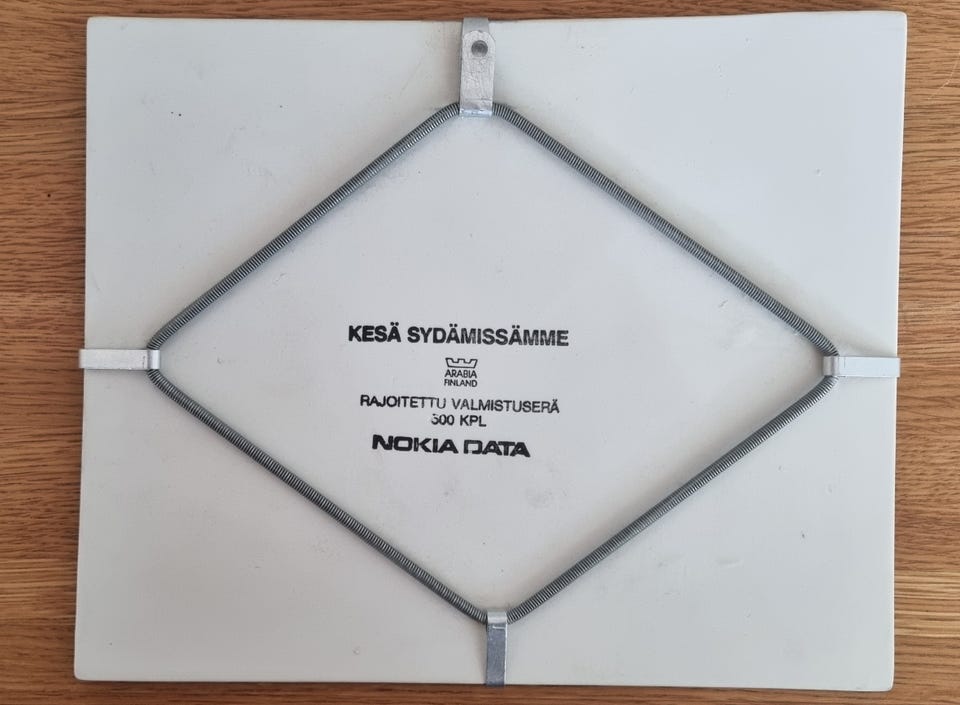 KESÄ SYDÄMISSÄMME
ARABIA
FINLAND
RAJOITETTU VALMISTUSERÄ
500 KPL
NOKIA DATA